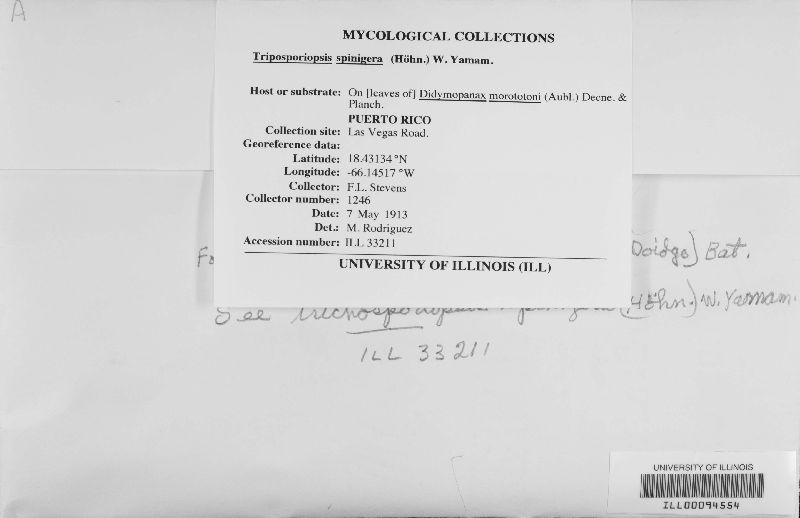 A
MYCOLOGICAL COLLECTIONS
Triposporiopsis spinigera (Höhn.) W. Yamam.
Host or substrate: On [leaves of] Didymopanax morototoni (Aubl.) Decne. &
Planch.
PUERTO RICO
Collection site: Las Vegas Road.
Georeference data:
Latitude: 18.43134 °N
Longitude: -66.14517 °W
Collector: F.L. Stevens
Collector number: 1246
Date: 7 May 1913
Det.: M. Rodriguez
Accession number: ILL 33211
UNIVERSITY OF ILLINOIS (ILL)
Doidge) Bat.
See (Höhn.) W. Yamam.
ILL 33211
UNIVERSITY OF ILLINOIS
ILL00094554